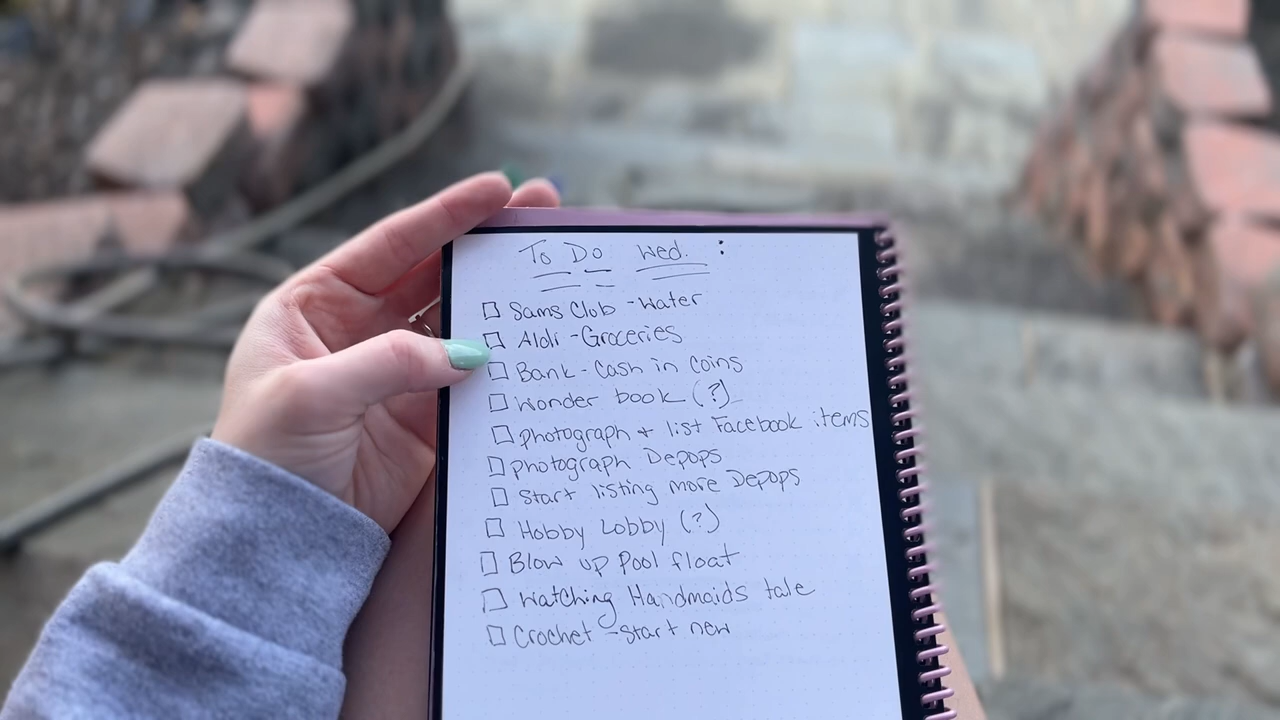 To Do Wed. :
Sams Club - Water
Aldi - Groceries
Bank - Cash in coins
Wonder book (?)
photograph + list Facebook items
photograph Depops
Start listing more Depops
Hobby Lobby (?)
Blow up Pool float
Watching Handmaids tale
Crochet - Start new